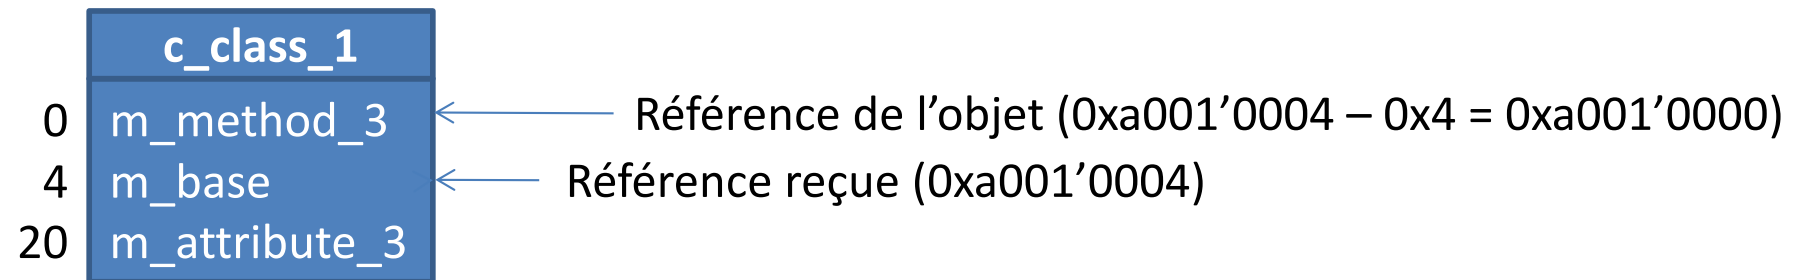 c_class_1
0 m_method_3 Référence de l’objet (0xa001’0004 – 0x4 = 0xa001’0000)
4 m_base Référence reçue (0xa001’0004)
20 m_attribute_3